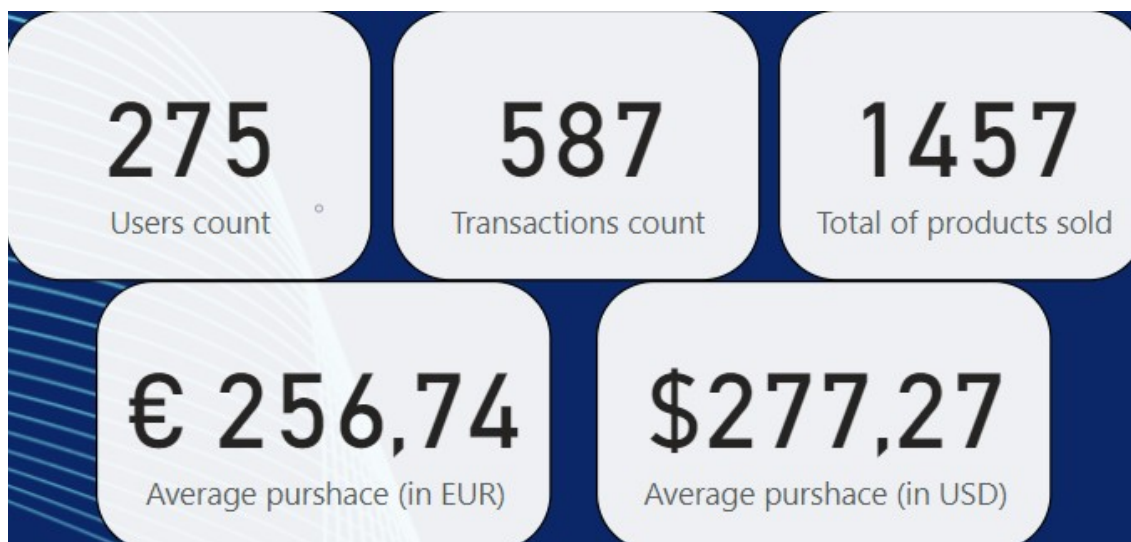 275
Users count
587
Transactions count
1457
Total of products sold
€ 256,74
Average purshace (in EUR)
$277,27
Average purshace (in USD)